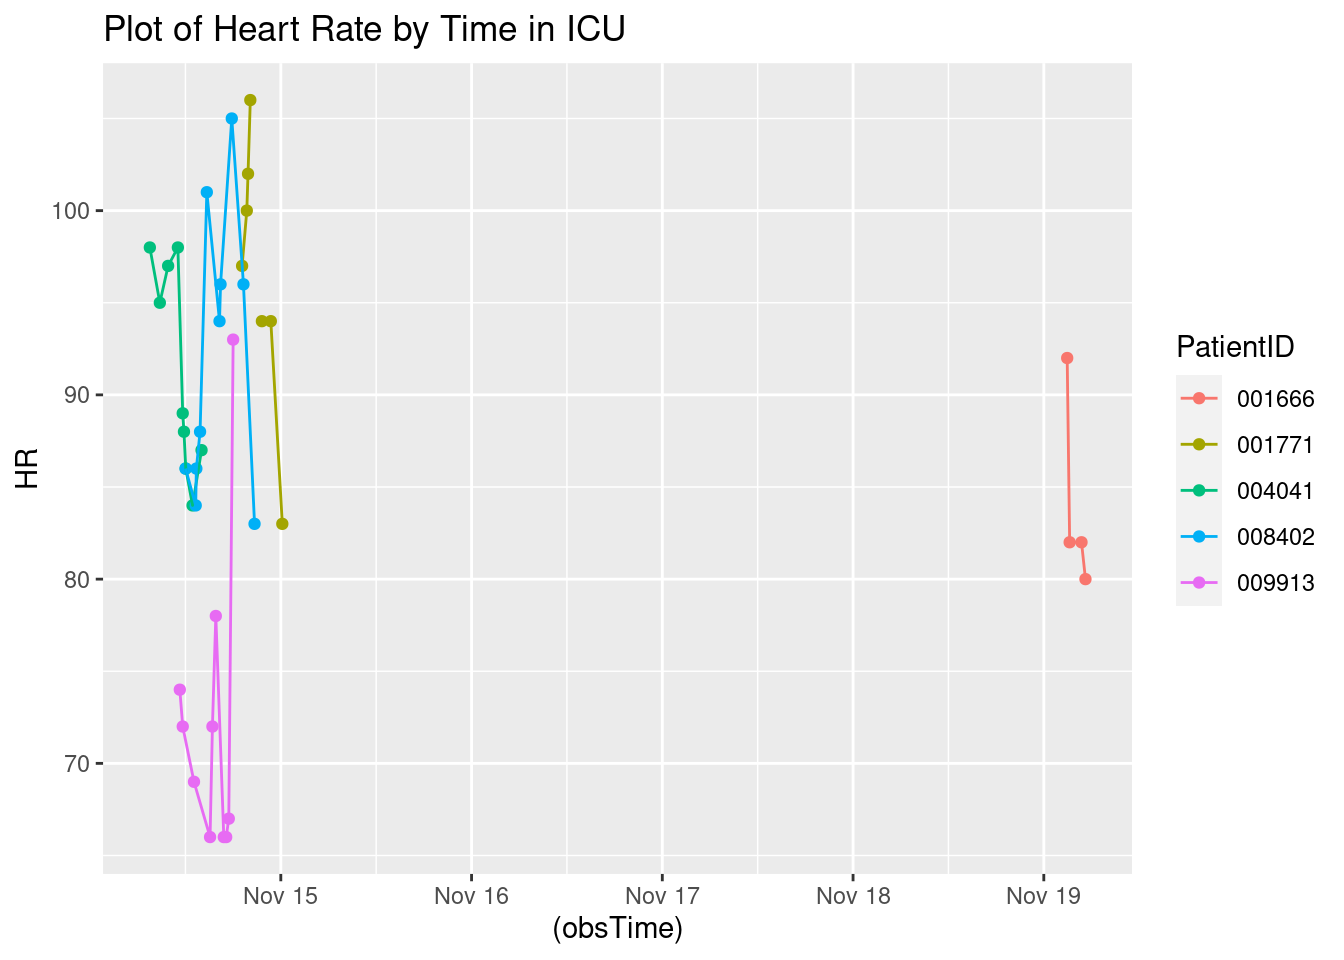 Plot of Heart Rate by Time in ICU
HR
100
90
80
70
Nov 15
Nov 16
Nov 17
Nov 18
Nov 19
(obsTime)
PatientID
001666
001771
004041
008402
009913